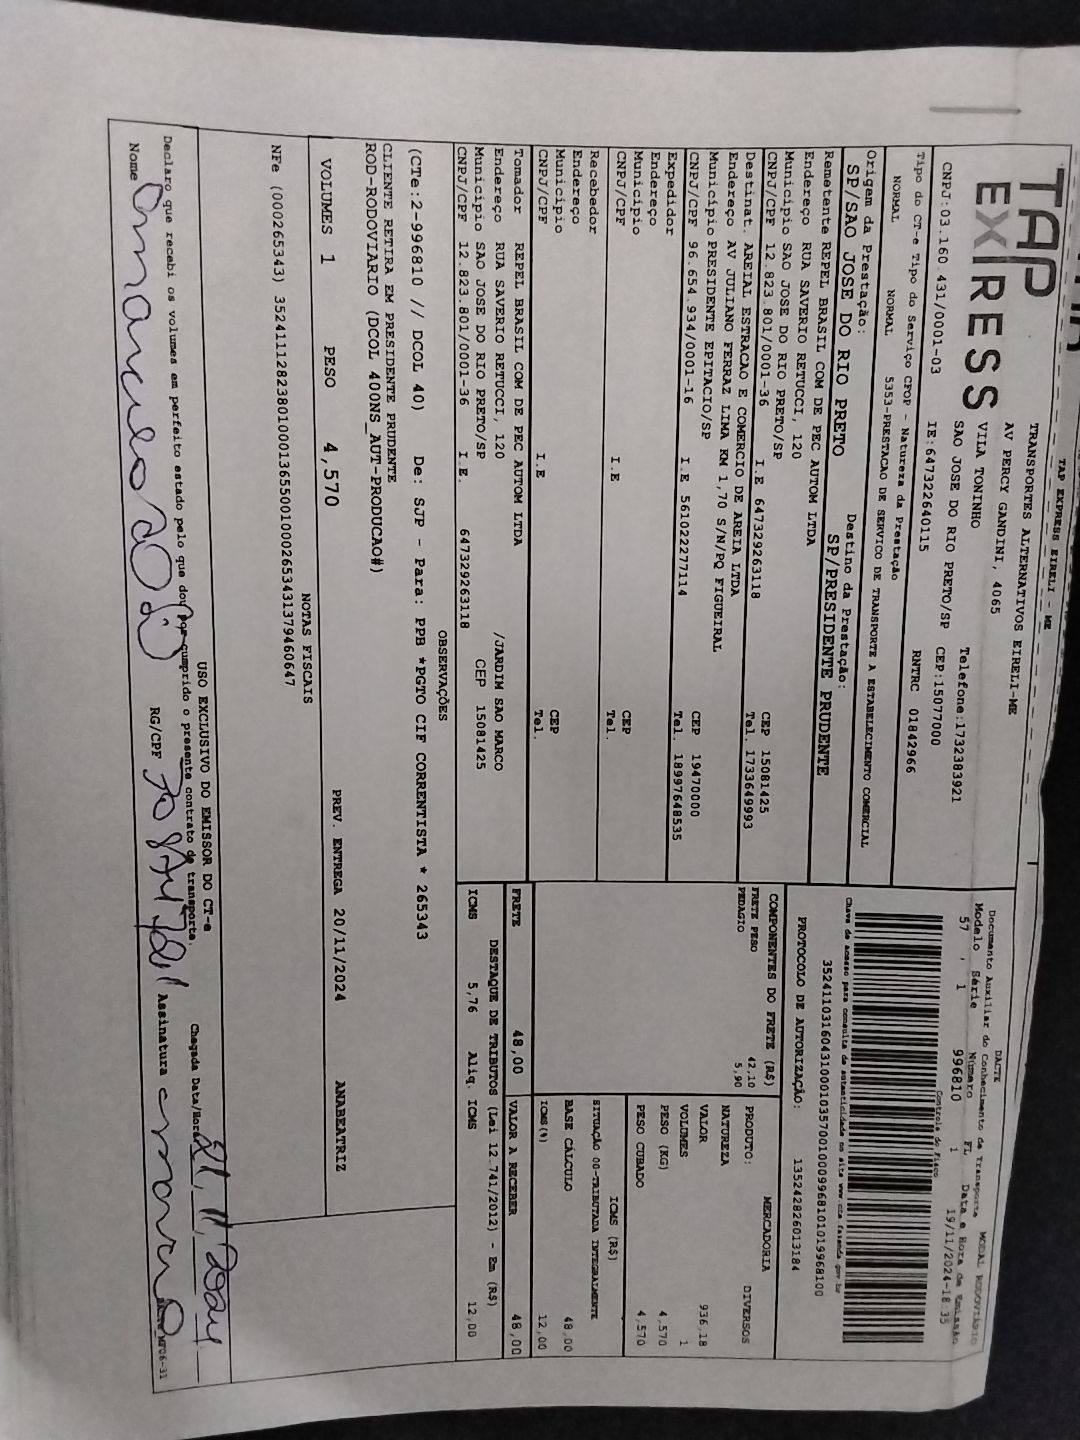 TAP EXPRESS EIRELI - ME
TAP
EXPRESS
TRANSPORTES ALTERNATIVOS EIRELI-ME
AV PERCY GANDINI, 4065
VILA TONINHO
SAO JOSE DO RIO PRETO/SP
Telefone:1732383921
CEP:15077000
CNPJ:03.160.431/0001-03
IE:647322640115
RNTRC 01842966
Tipo do CT-e Tipo do Serviço CFOP - Natureza da Prestação
NORMAL NORMAL 5353-PRESTACAO DE SERVICO DE TRANSPORTE A ESTABELECIMENTO COMERCIAL
Origem da Prestação: Destino da Prestação:
SP/SAO JOSE DO RIO PRETO SP/PRESIDENTE PRUDENTE
Remetente REPEL BRASIL COM DE PEC AUTOM LTDA
Endereço RUA SAVERIO RETUCCI, 120
Município SAO JOSE DO RIO PRETO/SP CEP 15081425
CNPJ/CPF 12.823.801/0001-36 I.E 647329263118 Tel. 1733649993
Destinat. AREIAL ESTRACAO E COMERCIO DE AREIA LTDA
Endereço AV JULIANO FERRAZ LIMA KM 1,70 S/N/PQ FIGUEIRAL
Município PRESIDENTE EPITACIO/SP CEP 19470000
CNPJ/CPF 96.654.934/0001-16 I.E 561022277114 Tel. 18997648535
Expedidor
Endereço
Município CEP
CNPJ/CPF I.E Tel.
Recebedor
Endereço
Município CEP
CNPJ/CPF I.E Tel.
Tomador REPEL BRASIL COM DE PEC AUTOM LTDA
Endereço RUA SAVERIO RETUCCI, 120 /JARDIM SAO MARCO
Município SAO JOSE DO RIO PRETO/SP CEP 15081425
CNPJ/CPF 12.823.801/0001-36 I.E. 647329263118
DACTE MODAL RODOVIÁRIO
Documento Auxiliar do Conhecimento de Transporte
Modelo Série Número FL Data e Hora de Emissão
57 , 1 996810 1 19/11/2024-18:35
Controle do Fisco
Chave de acesso para consulta de autenticidade no site www.cte.fazenda.gov.br
35241103160431000103570010009968101019968100
PROTOCOLO DE AUTORIZAÇÃO: 135242826013184
COMPONENTES DO FRETE (R$)
FRETE PESO 42,10
PEDAGIO 5,90
MERCADORIA
PRODUTO: DIVERSOS
NATUREZA
VALOR 936,18
VOLUMES 1
PESO (KG) 4,570
PESO CUBADO 4,570
ICMS (R$)
SITUAÇÃO 00-TRIBUTADA INTEGRALMENTE
BASE CÁLCULO 48,00
ICMS(%) 12,00
FRETE 48,00 VALOR A RECEBER 48,00
DESTAQUE DE TRIBUTOS (Lei 12.741/2012) - Em (R$)
ICMS 5,76 Aliq. ICMS 12,00
OBSERVAÇÕES
(CTe:2-996810 // DCOL 40) De: SJP - Para: PPB *PGTO CIF CORRENTISTA * 265343
CLIENTE RETIRA EM PRESIDENTE PRUDENTE
ROD-RODOVIARIO (DCOL 400NS_AUT-PRODUCAO#)
VOLUMES 1 PESO 4,570 PREV. ENTREGA 20/11/2024 ANABEATRIZ
NOTAS FISCAIS
NFe (000265343) 35241112823801000136550010002653431379460647
USO EXCLUSIVO DO EMISSOR DO CT-e
Declaro que recebi os volumes em perfeito estado pelo que dou por cumprido o presente contrato de transporte.
Chegada Data/Hora 21, 11, 2024
Nome RG/CPF Assinatura